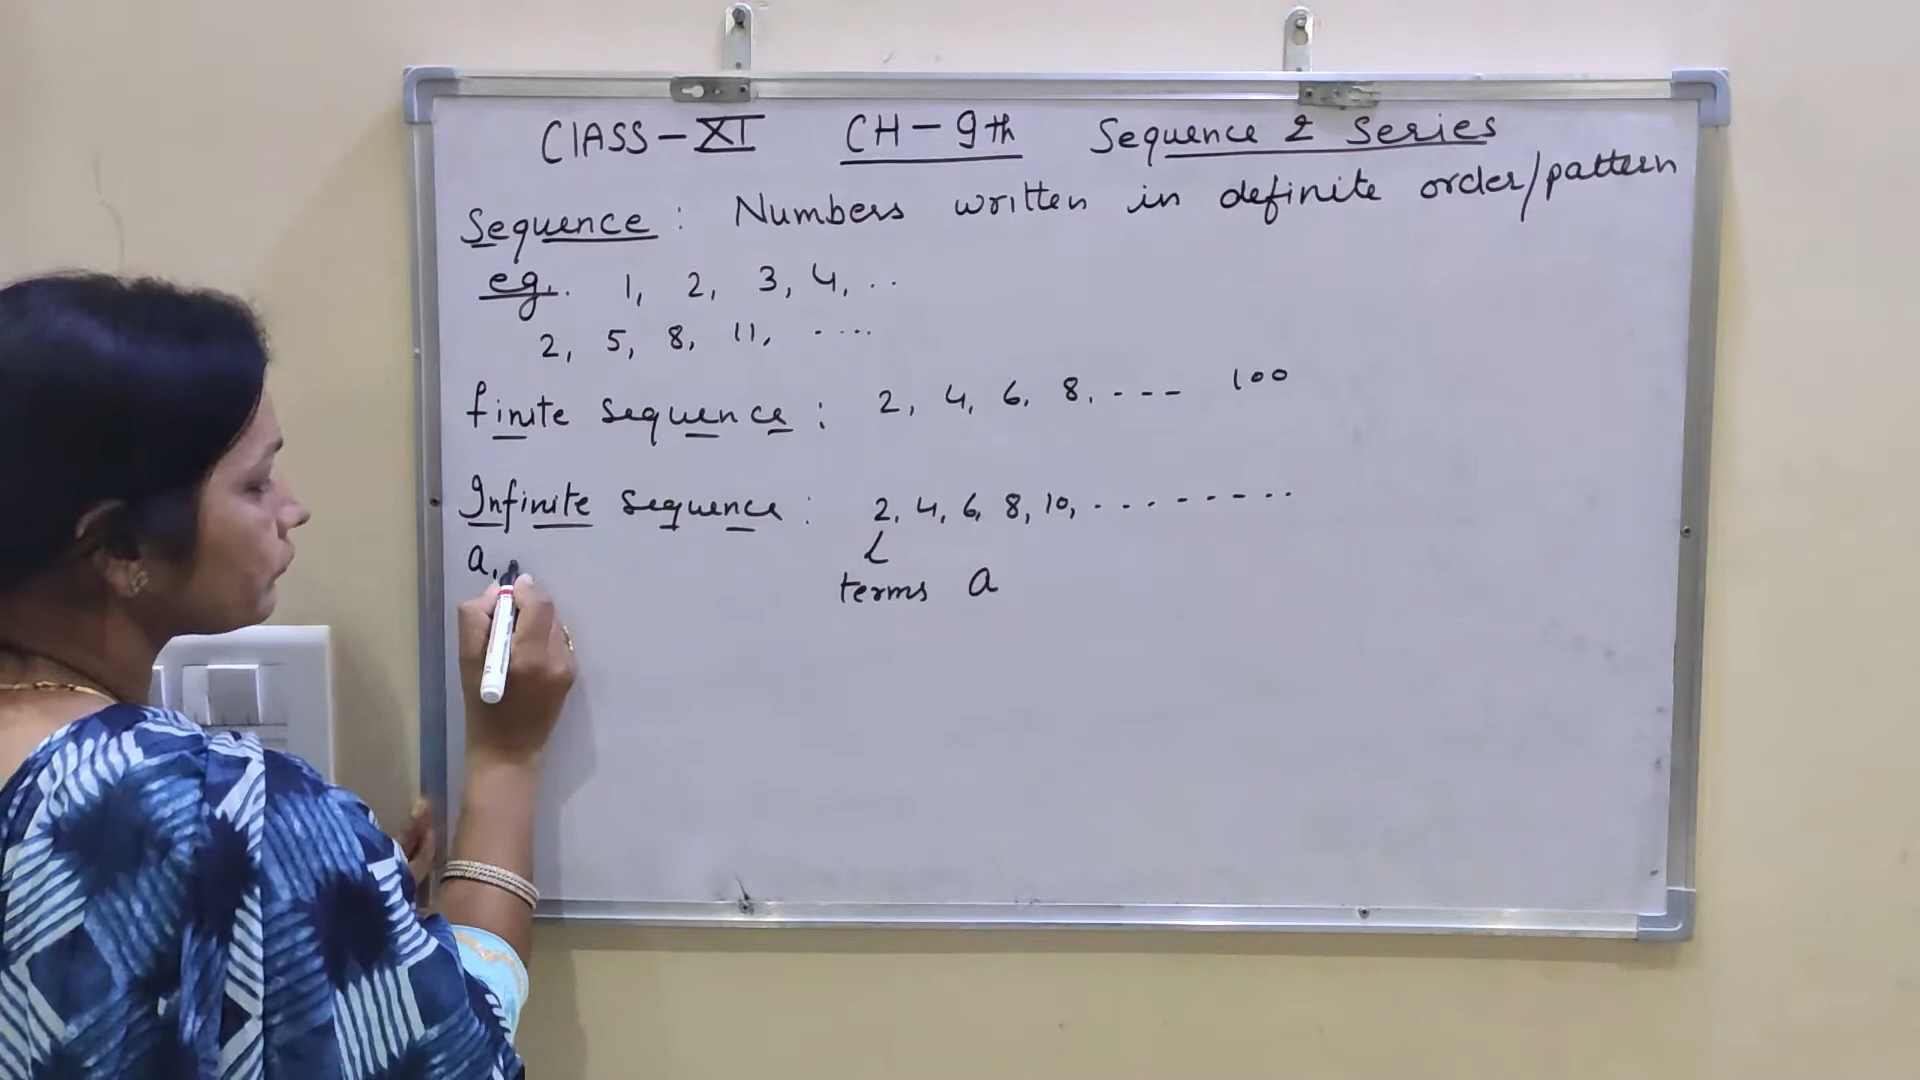 CLASS-XI CH-9th Sequence & Series
Sequence : Numbers written in definite order/pattern
eg. 1, 2, 3, 4, ..
2, 5, 8, 11, ....
finite sequence : 2, 4, 6, 8, --- 100
Infinite sequence : 2, 4, 6, 8, 10, ... - - - ..
a,
terms a